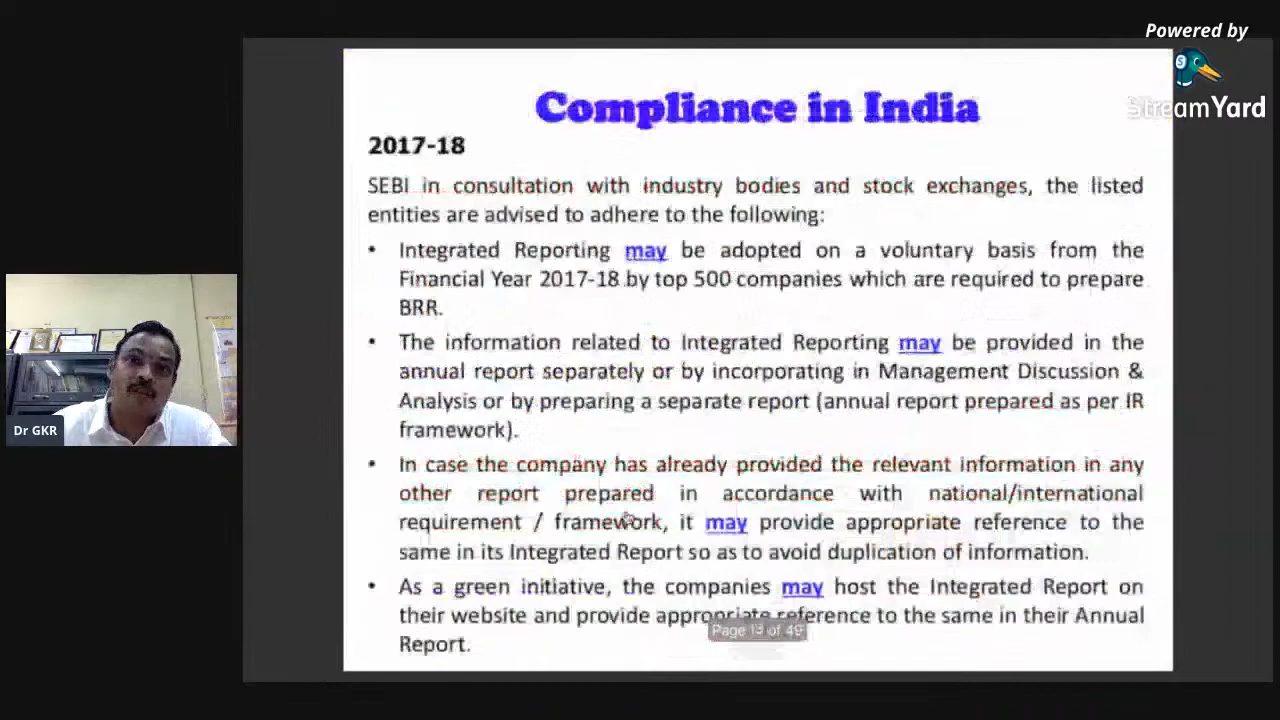 Powered by
StreamYard
Compliance in India
2017-18
SEBI in consultation with industry bodies and stock exchanges, the listed
entities are advised to adhere to the following:
• Integrated Reporting may be adopted on a voluntary basis from the
Financial Year 2017-18 by top 500 companies which are required to prepare
BRR.
• The information related to Integrated Reporting may be provided in the
annual report separately or by incorporating in Management Discussion &
Analysis or by preparing a separate report (annual report prepared as per IR
framework).
• In case the company has already provided the relevant information in any
other report prepared in accordance with national/international
requirement / framework, it may provide appropriate reference to the
same in its Integrated Report so as to avoid duplication of information.
• As a green initiative, the companies may host the Integrated Report on
their website and provide appropriate reference to the same in their Annual
Report.
Page 13 of 49
Dr GKR